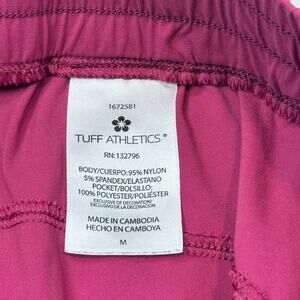 1672581
TUFF ATHLETICS®
RN:132796
BODY/CUERPO:95% NYLON
5% SPANDEX/ELASTANO
POCKET/BOLSILLO:
100% POLYESTER/POLIÉSTER
EXCLUSIVE OF DECORATION/
EXCLUSIVO DE DECORACIÓN
MADE IN CAMBODIA
HECHO EN CAMBOYA
M